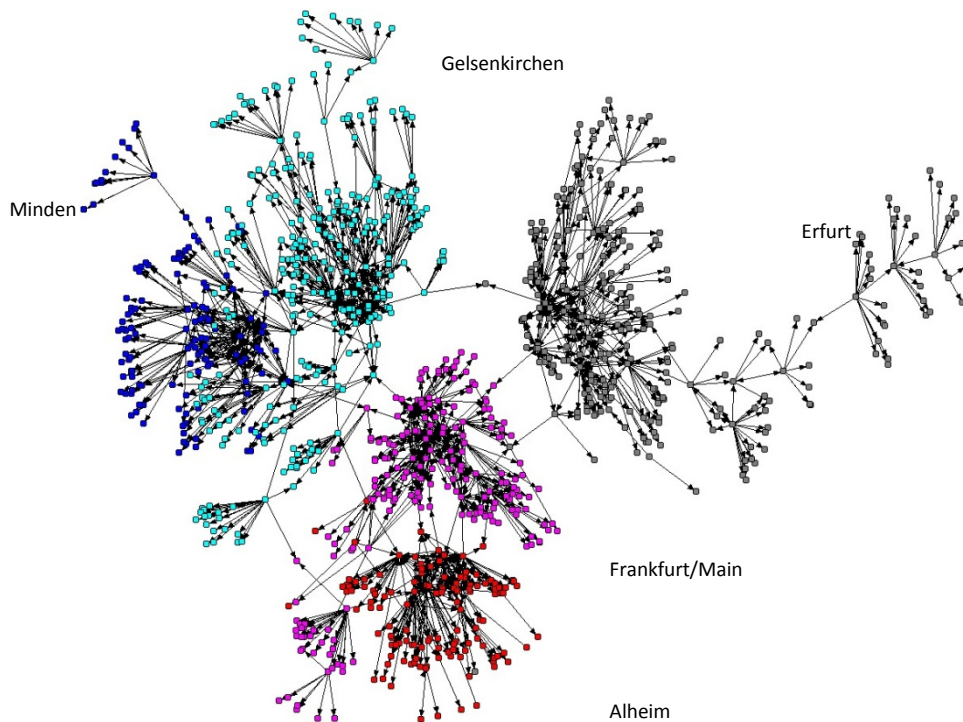 Gelsenkirchen
Minden
Erfurt
Frankfurt/Main
Alheim